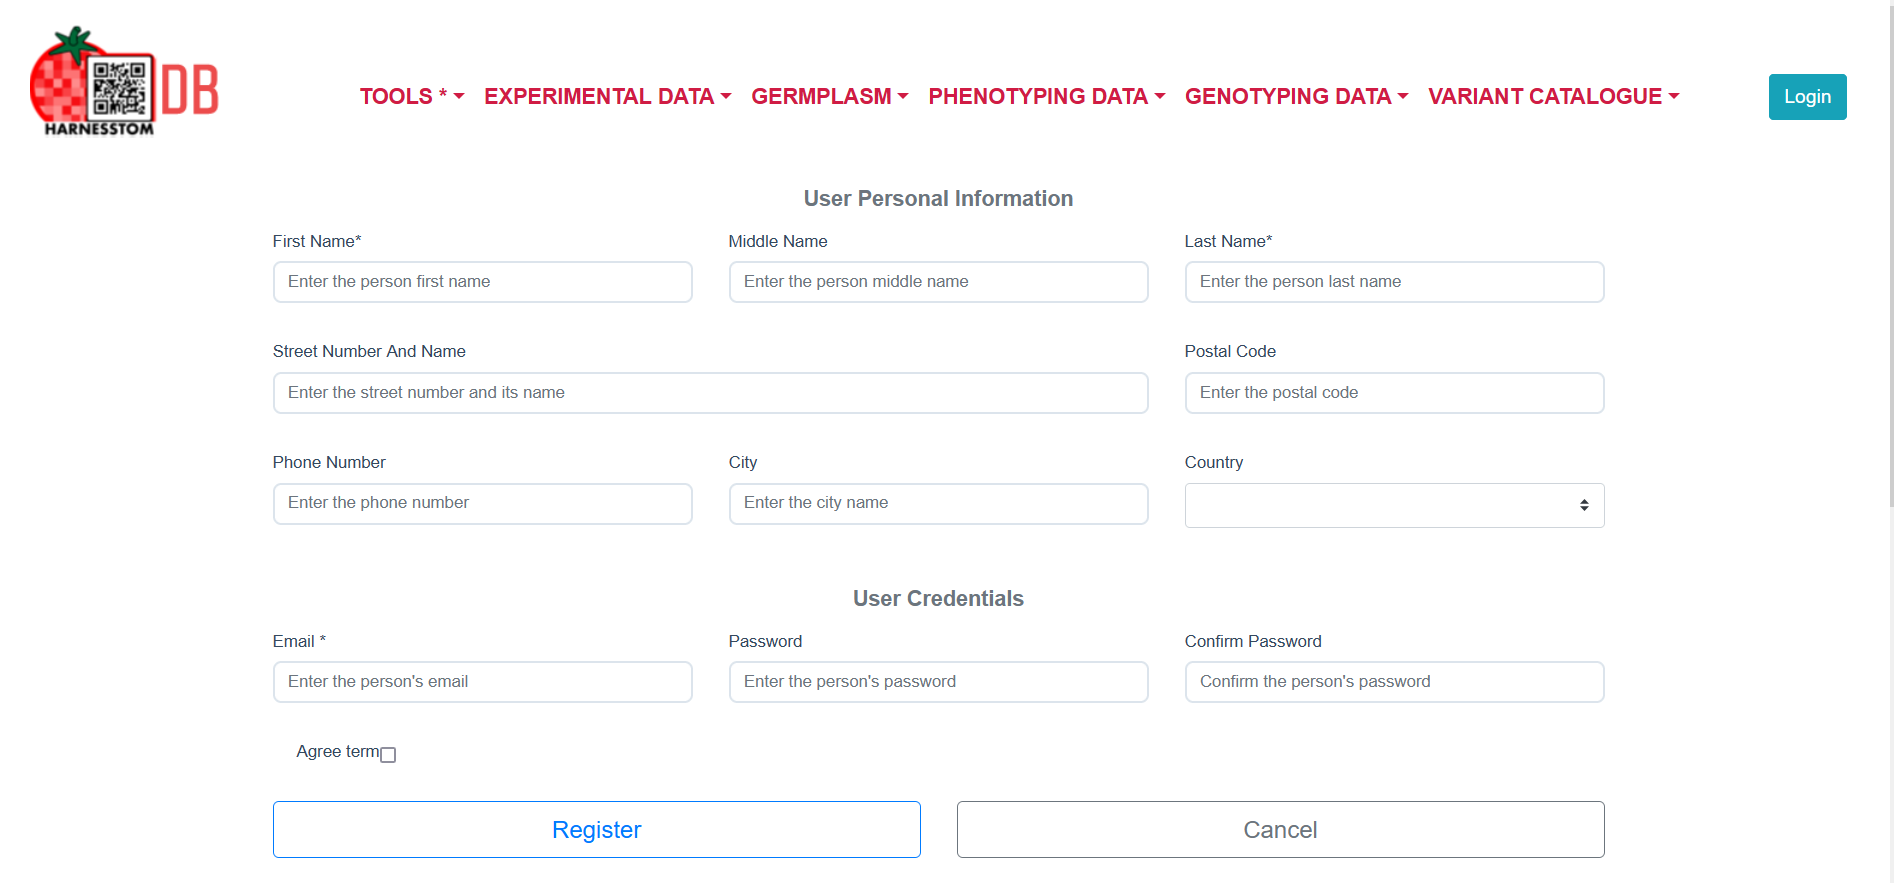 DB
HARNESSTOM
TOOLS * EXPERIMENTAL DATA GERMPLASM PHENOTYPING DATA GENOTYPING DATA VARIANT CATALOGUE Login
User Personal Information
First Name* Middle Name Last Name*
Enter the person first name Enter the person middle name Enter the person last name
Street Number And Name Postal Code
Enter the street number and its name Enter the postal code
Phone Number City Country
Enter the phone number Enter the city name
User Credentials
Email * Password Confirm Password
Enter the person's email Enter the person's password Confirm the person's password
Agree term
Register Cancel